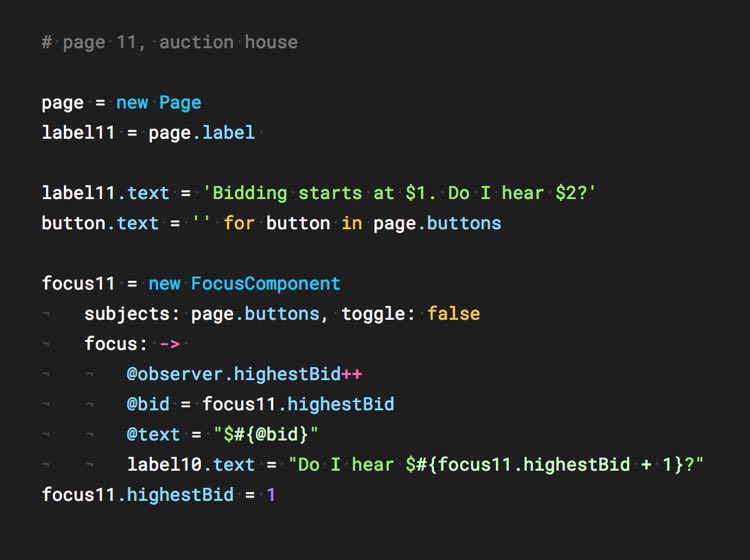 # page 11, auction house
page = new Page
label11 = page.label
label11.text = 'Bidding starts at $1. Do I hear $2?'
button.text = '' for button in page.buttons
focus11 = new FocusComponent
subjects: page.buttons, toggle: false
focus: ->
@observer.highestBid++
@bid = focus11.highestBid
@text = "$#{@bid}"
label10.text = "Do I hear $#{focus11.highestBid + 1}?"
focus11.highestBid = 1